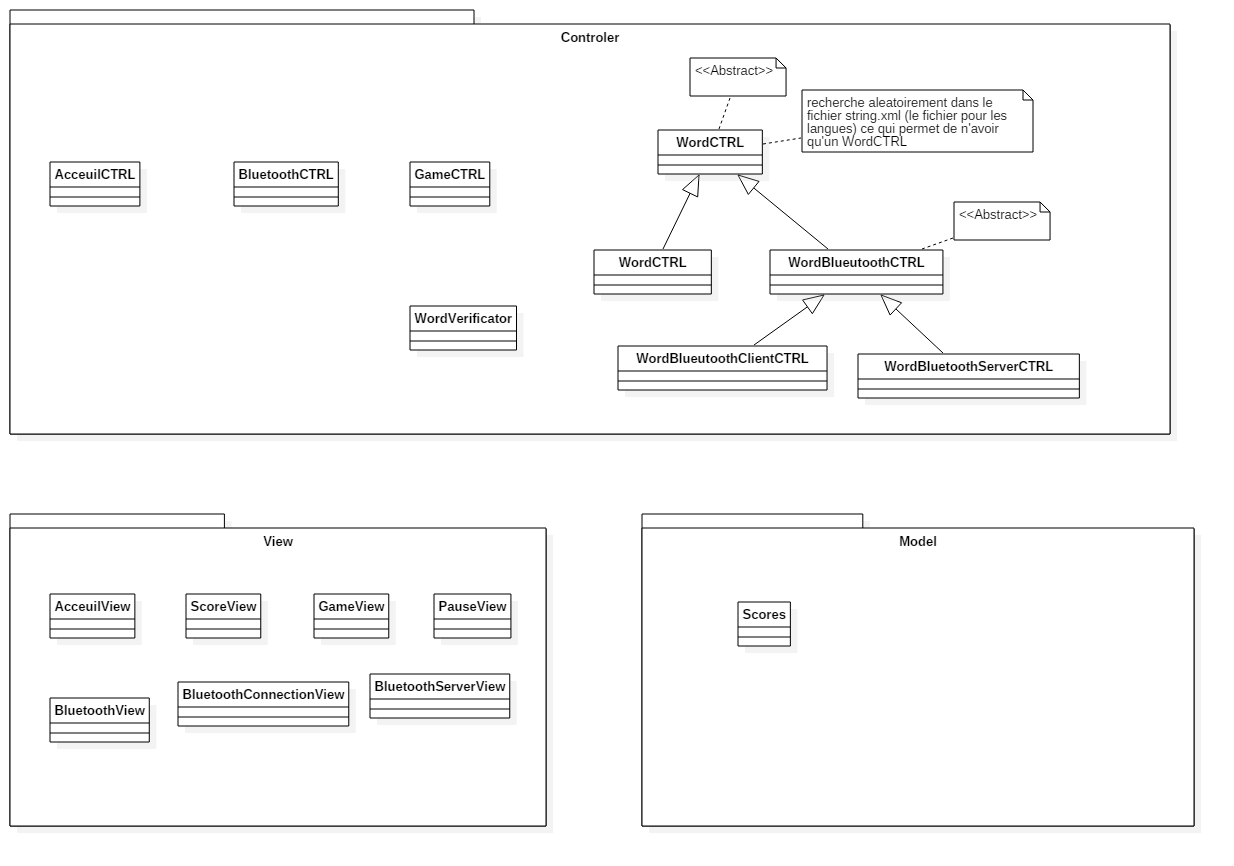 Controler
<<Abstract>>
recherche aleatoirement dans le
fichier string.xml (le fichier pour les
langues) ce qui permet de n'avoir
qu'un WordCTRL
WordCTRL
AcceuilCTRL
BluetoothCTRL
GameCTRL
<<Abstract>>
WordCTRL
WordBlueutoothCTRL
WordVerificator
WordBlueutoothClientCTRL
WordBluetoothServerCTRL
View
AcceuilView
ScoreView
GameView
PauseView
BluetoothView
BluetoothConnectionView
BluetoothServerView
Model
Scores